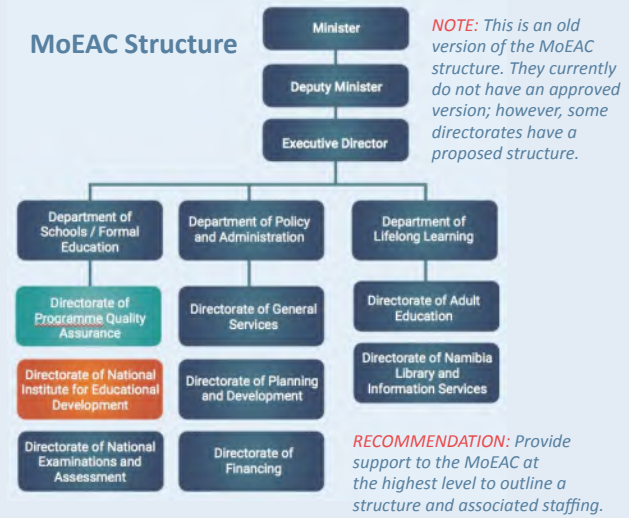 MoEAC Structure
Minister
Deputy Minister
Executive Director
NOTE: This is an old
version of the MoEAC
structure. They currently
do not have an approved
version; however, some
directorates have a
proposed structure.
Department of
Schools / Formal
Education
Department of Policy
and Administration
Department of
Lifelong Learning
Directorate of
Programme Quality
Assurance
Directorate of General
Services
Directorate of Adult
Education
Directorate of National
Institute for Educational
Development
Directorate of Planning
and Development
Directorate of Namibia
Library and
Information Services
Directorate of National
Examinations and
Assessment
Directorate of
Financing
RECOMMENDATION: Provide
support to the MoEAC at
the highest level to outline a
structure and associated staffing.